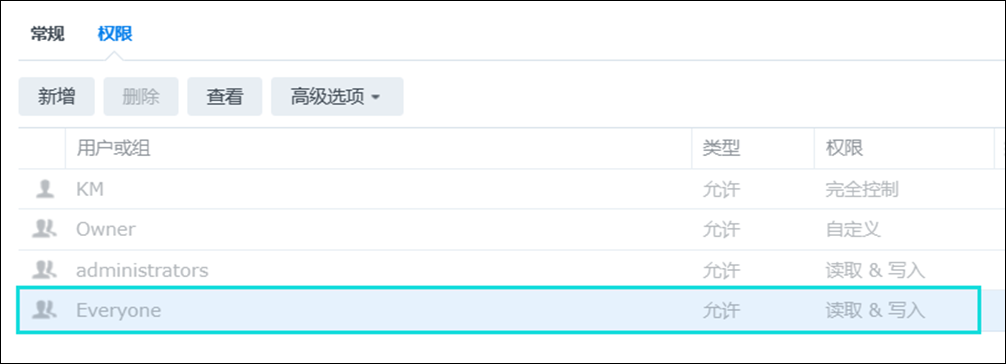 常规 权限
新增 删除 查看 高级选项
用户或组 类型 权限
KM 允许 完全控制
Owner 允许 自定义
administrators 允许 读取 & 写入
Everyone 允许 读取 & 写入